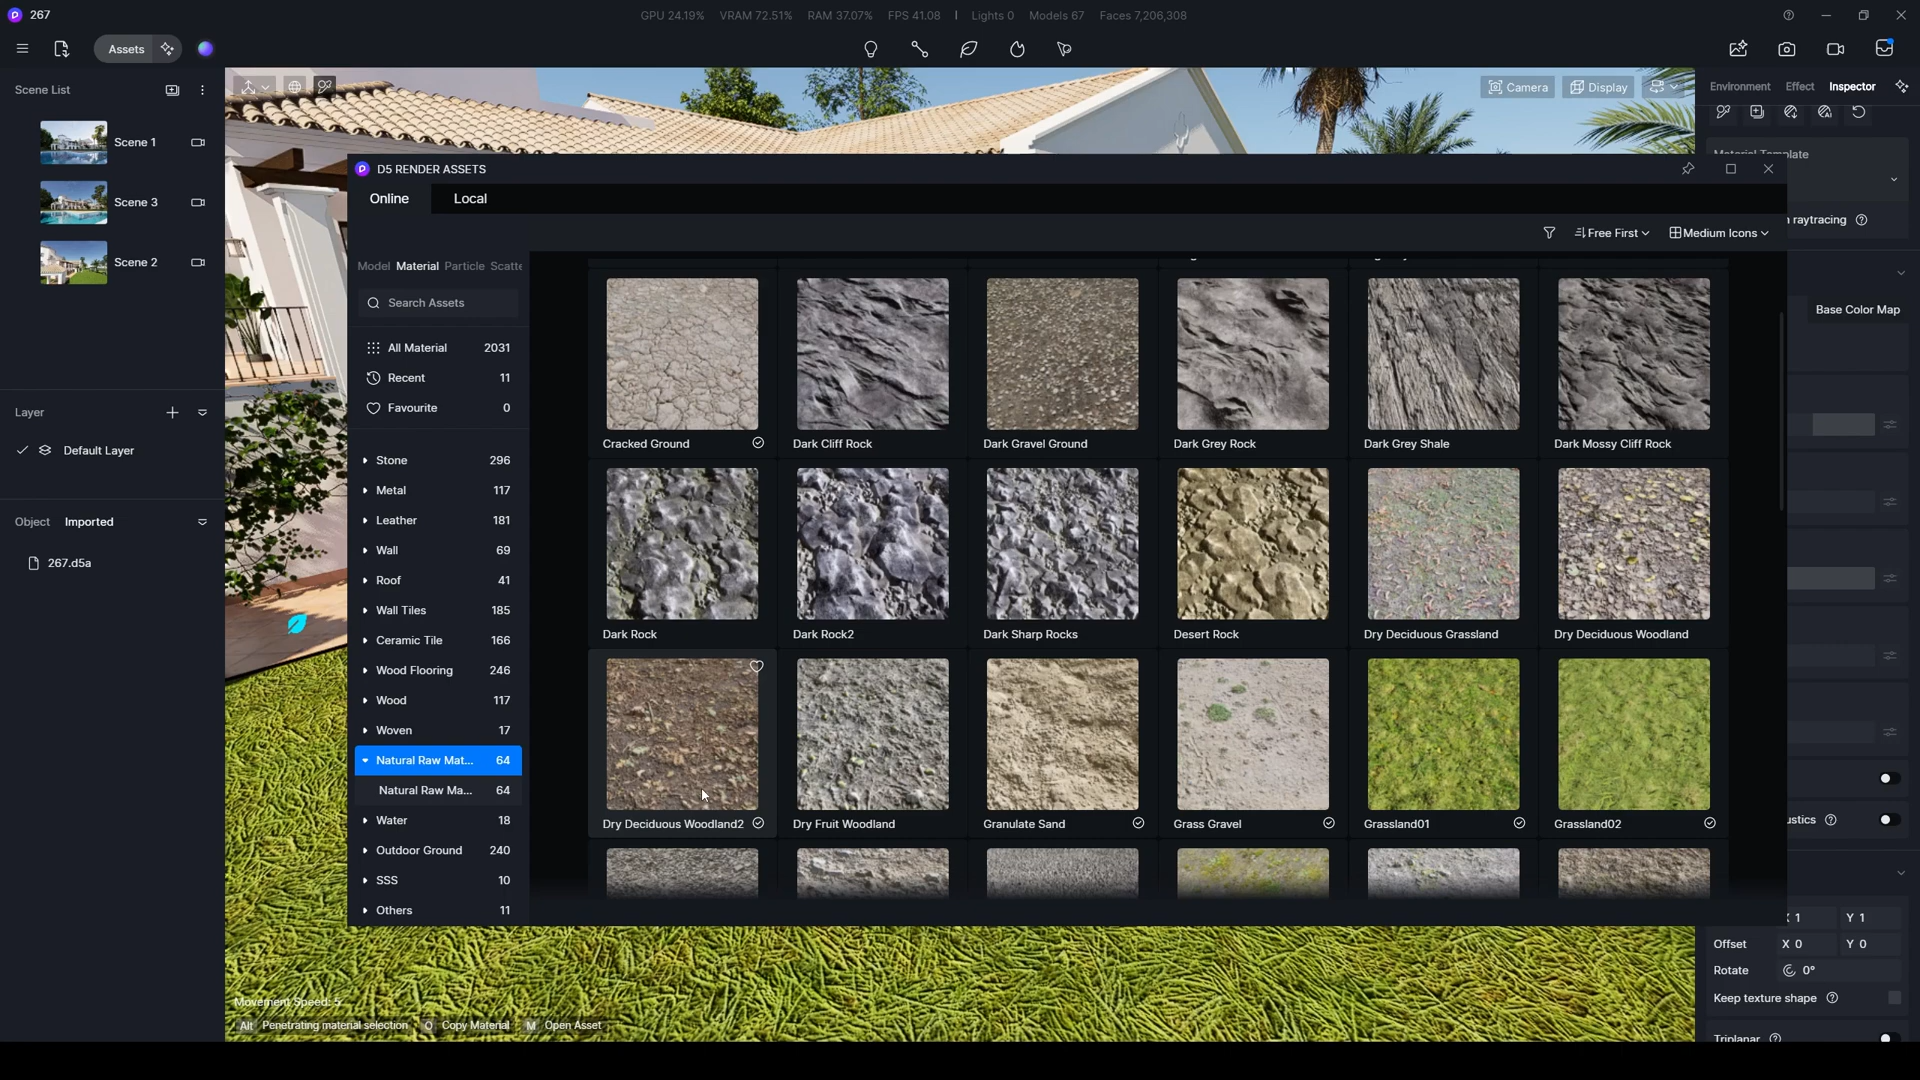 267
GPU 24.19% VRAM 72.51% RAM 37.07% FPS 41.08 | Lights 0 Models 67 Faces 7,206,308
Assets
Scene List
Scene 1
Scene 3
Scene 2
Layer
Default Layer
Object Imported
267.d5a
Camera Display
Environment Effect Inspector
Material Template
raytracing
Base Color Map
D5 RENDER ASSETS
Online Local
Free First Medium Icons
Model Material Particle Scatte
Search Assets
All Material 2031
Recent 11
Favourite 0
Stone 296
Metal 117
Leather 181
Wall 69
Roof 41
Wall Tiles 185
Ceramic Tile 166
Wood Flooring 246
Wood 117
Woven 17
Natural Raw Mat... 64
Natural Raw Ma... 64
Water 18
Outdoor Ground 240
SSS 10
Others 11
Cracked Ground Dark Cliff Rock Dark Gravel Ground Dark Grey Rock Dark Grey Shale Dark Mossy Cliff Rock
Dark Rock Dark Rock2 Dark Sharp Rocks Desert Rock Dry Deciduous Grassland Dry Deciduous Woodland
Dry Deciduous Woodland2 Dry Fruit Woodland Granulate Sand Grass Gravel Grassland01 Grassland02
ustics
X 1 Y 1
Offset X 0 Y 0
Rotate 0°
Keep texture shape
Triplanar
Movement Speed: 5
Alt Penetrating material selection O Copy Material M Open Asset